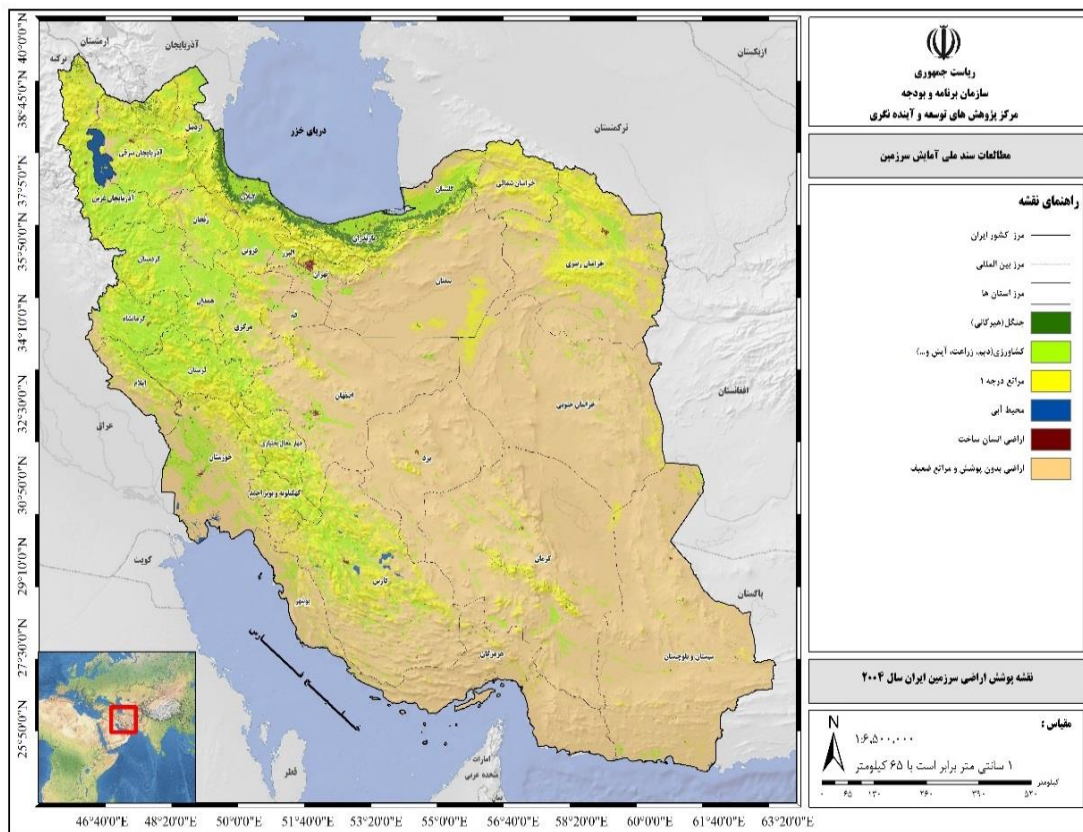 ریاست جمهوری
سازمان برنامه و بودجه
مرکز پژوهش های توسعه و آینده نگری
مطالعات سند ملی آمایش سرزمین
راهنمای نقشه
مرز کشور ایران
مرز بین المللی
مرز استان ها
جنگل(هیرکانی)
کشاورزی(دیم، زراعت، آیش و...)
مراتع درجه ۱
محیط آبی
اراضی انسان ساخت
اراضی بدون پوشش و مراتع ضعیف
نقشه پوشش اراضی سرزمین ایران سال ۲۰۰۴
مقیاس :
N
۱:۶,۵۰۰,۰۰۰
۱ سانتی متر برابر است با ۶۵ کیلومتر
کیلومتر
۰ ۶۵ ۱۳۰ ۲۶۰ ۳۹۰ ۵۲۰
ارمنستان
آذربایجان
ترکیه
ازبکستان
ترکمنستان
دریای خزر
افغانستان
پاکستان
عراق
کویت
قطر
امارات
متحده عربی
عمان
اردبیل
آذربایجان شرقی
آذربایجان غربی
گیلان
زنجان
مازندران
گلستان
خراسان شمالی
خراسان رضوی
قزوین
البرز
تهران
سمنان
کردستان
همدان
قم
مرکزی
کرمانشاه
لرستان
ایلام
اصفهان
خراسان جنوبی
یزد
چهار محال بختیاری
خوزستان
کهگیلویه و بویراحمد
فارس
کرمان
بوشهر
هرمزگان
سیستان و بلوچستان
40°0'0"N
38°45'0"N
37°5'0"N
35°50'0"N
34°10'0"N
32°30'0"N
30°50'0"N
29°10'0"N
27°30'0"N
25°50'0"N
46°40'0"E 48°20'0"E 50°0'0"E 51°40'0"E 53°20'0"E 55°0'0"E 56°40'0"E 58°20'0"E 60°0'0"E 61°40'0"E 63°20'0"E